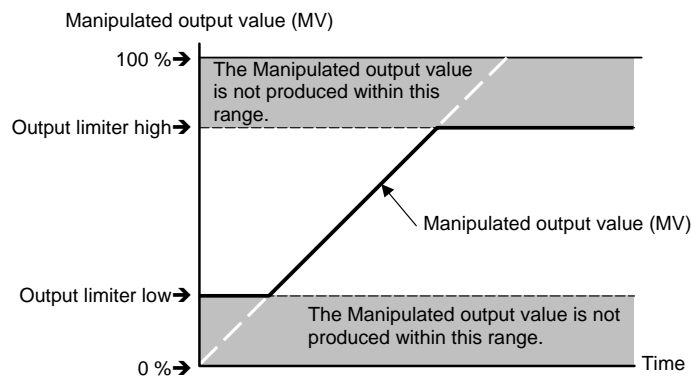 Manipulated output value (MV)
100 %
The Manipulated output value
is not produced within this
range.
Output limiter high
Manipulated output value (MV)
Output limiter low
The Manipulated output value is not
produced within this range.
0 %
Time